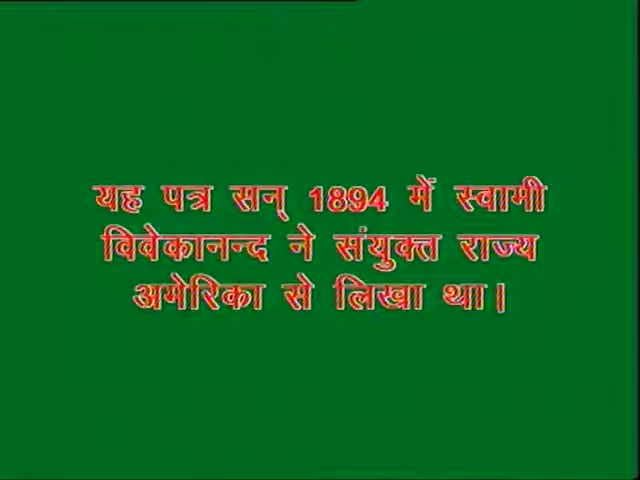 यह पत्र सन् 1894 में स्वामी
विवेकानन्द ने संयुक्त राज्य
अमेरिका से लिखा था।